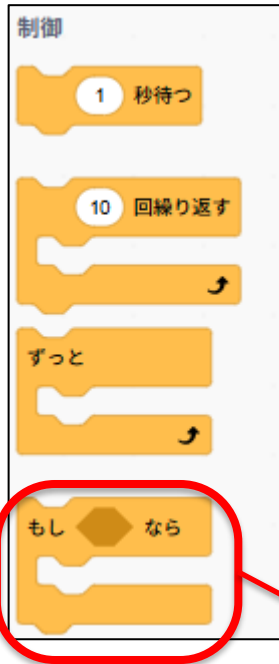 制御
1 秒待つ
10 回繰り返す
ずっと
もし なら